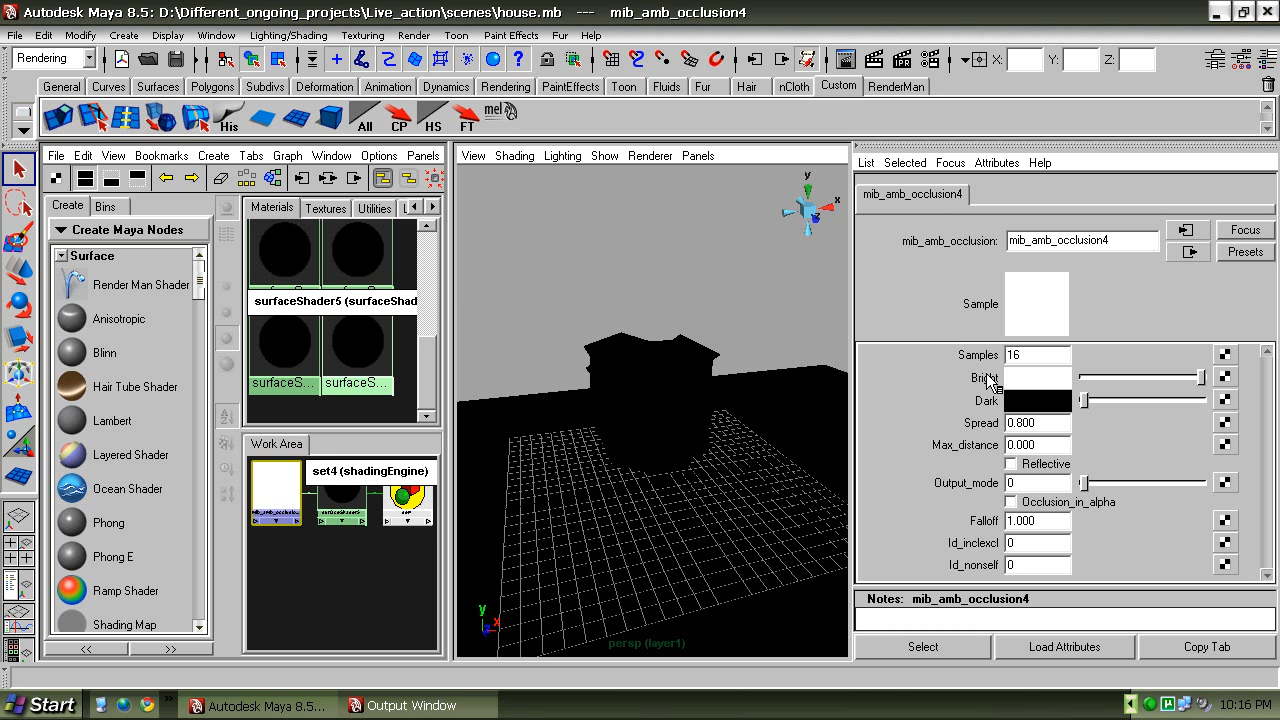 Autodesk Maya 8.5: D:\Different_ongoing_projects\Live_action\scenes\house.mb --- mib_amb_occlusion4
File Edit Modify Create Display Window Lighting/Shading Texturing Render Toon Paint Effects Fur Help
Rendering
IPR
X:
Y:
Z:
General Curves Surfaces Polygons Subdivs Deformation Animation Dynamics Rendering PaintEffects Toon Fluids Fur Hair nCloth Custom RenderMan
His
All
CP
HS
FT
mel
File Edit View Bookmarks Create Tabs Graph Window Options Panels
Create Bins
Create Maya Nodes
Surface
Render Man Shader
Anisotropic
Blinn
Hair Tube Shader
Lambert
Layered Shader
Ocean Shader
Phong
Phong E
Ramp Shader
Shading Map
<< >>
Materials Textures Utilities L
surfaceShader5 (surfaceShad
surfaceS... surfaceS...
Work Area
set4 (shadingEngine)
View Shading Lighting Show Renderer Panels
y
x
z
y
x
z
persp (layer1)
List Selected Focus Attributes Help
mib_amb_occlusion4
mib_amb_occlusion: mib_amb_occlusion4
Focus
Presets
Sample
Samples 16
Bright
Dark
Spread 0.800
Max_distance 0.000
Reflective
Output_mode 0
Occlusion_in_alpha
Falloff 1.000
Id_inclexcl 0
Id_nonself 0
Notes: mib_amb_occlusion4
Select Load Attributes Copy Tab
Start
»
Autodesk Maya 8.5:...
Output Window
10:16 PM